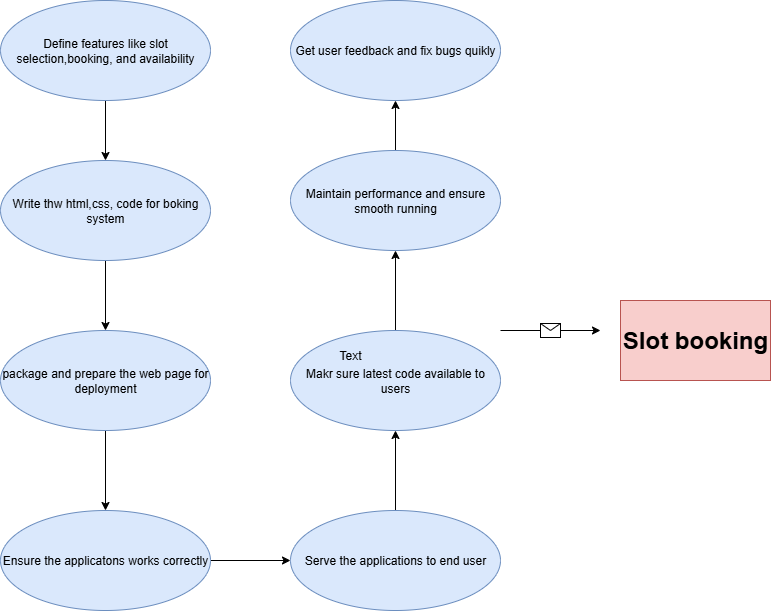 Define features like slot
selection,booking, and availability
Write thw html,css, code for boking
system
package and prepare the web page for
deployment
Ensure the applicatons works correctly
Serve the applications to end user
Text
Makr sure latest code available to
users
Maintain performance and ensure
smooth running
Get user feedback and fix bugs quikly
Slot booking